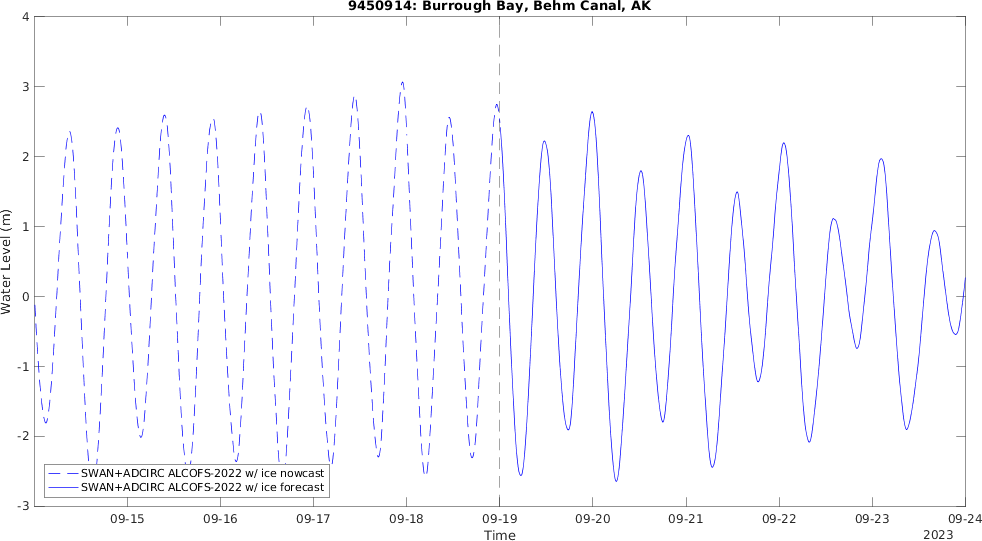 9450914: Burrough Bay, Behm Canal, AK
4
3
2
1
0
-1
-2
-3
Water Level (m)
SWAN+ADCIRC ALCOFS-2022 w/ ice nowcast
SWAN+ADCIRC ALCOFS-2022 w/ ice forecast
09-15 09-16 09-17 09-18 09-19 09-20 09-21 09-22 09-23 09-24
Time
2023